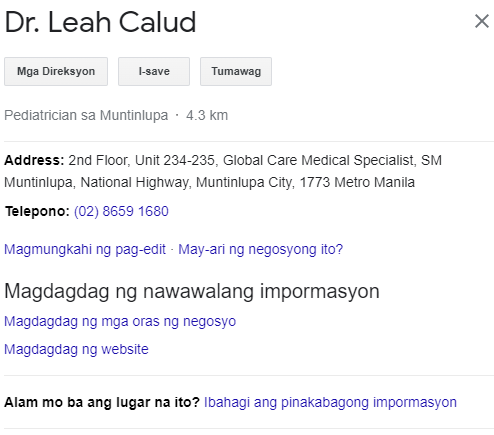 Dr. Leah Calud
Mga Direksyon I-save Tumawag
Pediatrician sa Muntinlupa · 4.3 km
Address: 2nd Floor, Unit 234-235, Global Care Medical Specialist, SM
Muntinlupa, National Highway, Muntinlupa City, 1773 Metro Manila
Telepono: (02) 8659 1680
Magmungkahi ng pag-edit · May-ari ng negosyong ito?
Magdagdag ng nawawalang impormasyon
Magdagdag ng mga oras ng negosyo
Magdagdag ng website
Alam mo ba ang lugar na ito? Ibahagi ang pinakabagong impormasyon